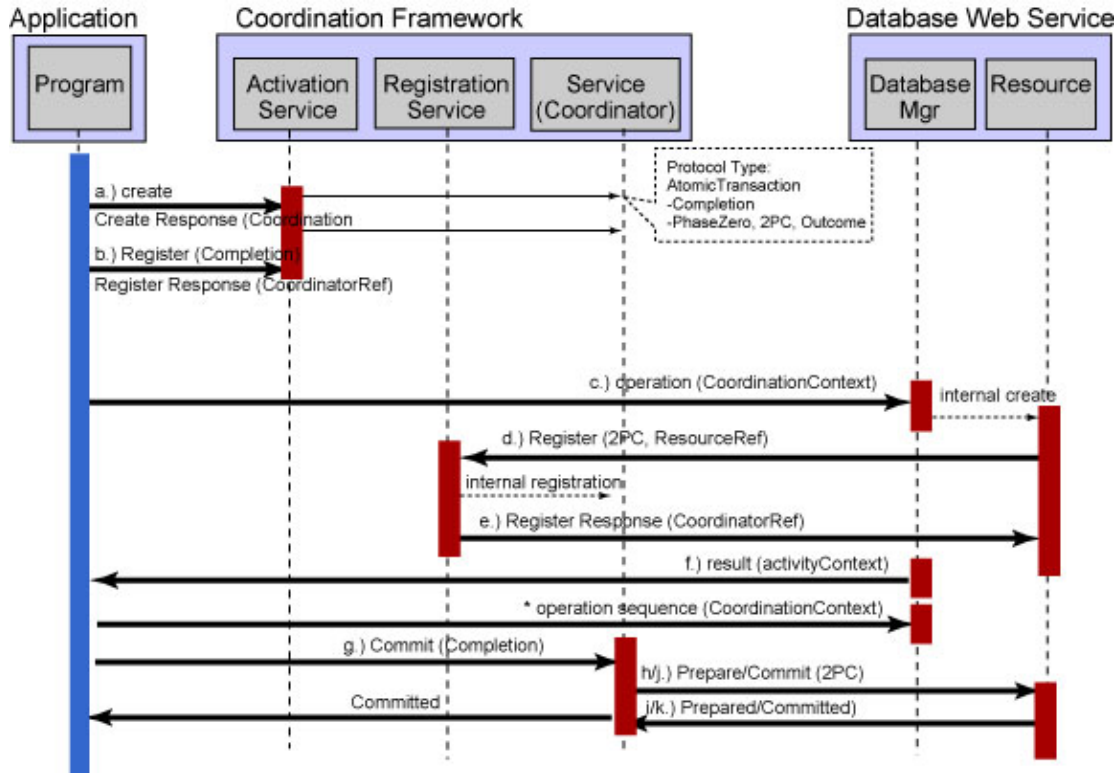 Application
Coordination Framework
Database Web Service
Program
Activation
Service
Registration
Service
Service
(Coordinator)
Database
Mgr
Resource
Protocol Type:
AtomicTransaction
-Completion
-PhaseZero, 2PC, Outcome
a.) create
Create Response (Coordination
b.) Register (Completion)
Register Response (CoordinatorRef)
c.) operation (CoordinationContext)
internal create
d.) Register (2PC, ResourceRef)
internal registration
e.) Register Response (CoordinatorRef)
f.) result (activityContext)
* operation sequence (CoordinationContext)
g.) Commit (Completion)
h/j.) Prepare/Commit (2PC)
Committed
i/k.) Prepared/Committed)